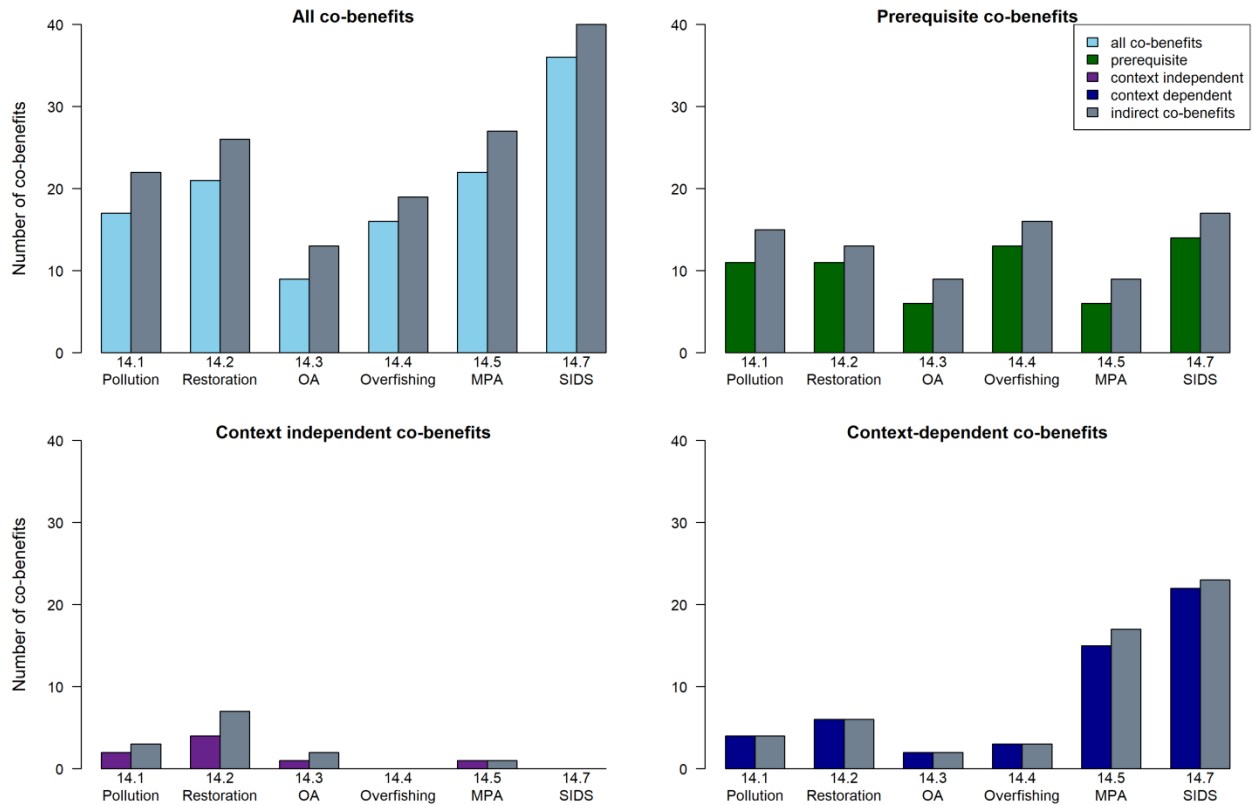 All co-benefits
Number of co-benefits
40
30
20
10
0
14.1 14.2 14.3 14.4 14.5 14.7
Pollution Restoration OA Overfishing MPA SIDS
Prerequisite co-benefits
all co-benefits
prerequisite
context independent
context dependent
indirect co-benefits
40
30
20
10
0
14.1 14.2 14.3 14.4 14.5 14.7
Pollution Restoration OA Overfishing MPA SIDS
Context independent co-benefits
Number of co-benefits
40
30
20
10
0
14.1 14.2 14.3 14.4 14.5 14.7
Pollution Restoration OA Overfishing MPA SIDS
Context-dependent co-benefits
40
30
20
10
0
14.1 14.2 14.3 14.4 14.5 14.7
Pollution Restoration OA Overfishing MPA SIDS